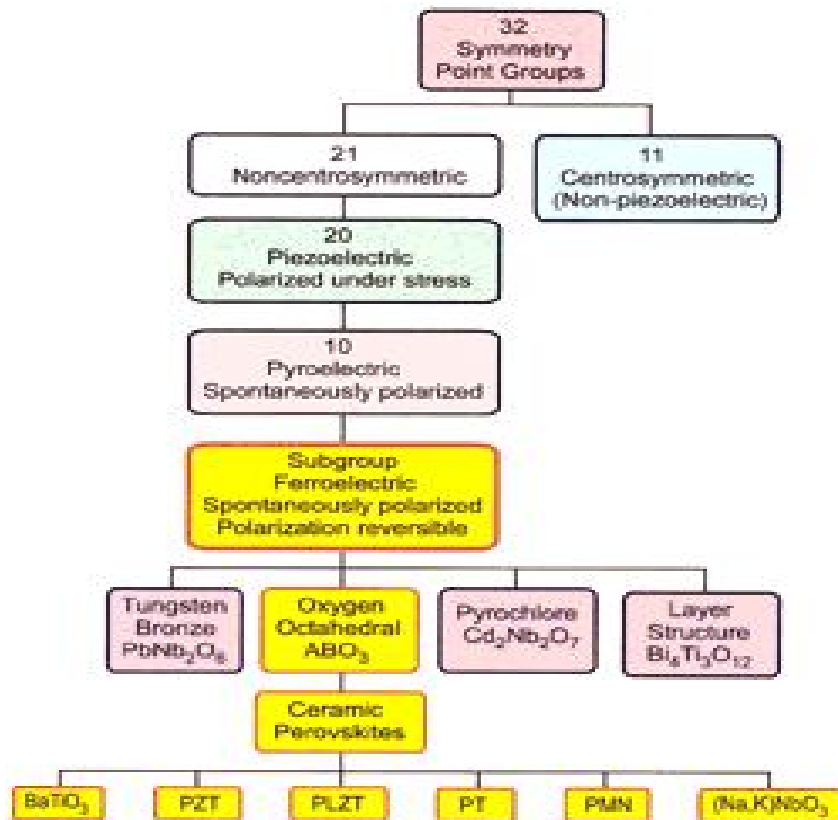 32
Symmetry
Point Groups
21
Noncentrosymmetric
11
Centrosymmetric
(Non-piezoelectric)
20
Piezoelectric
Polarized under stress
10
Pyroelectric
Spontaneously polarized
Subgroup
Ferroelectric
Spontaneously polarized
Polarization reversible
Tungsten
Bronze
PbNb₂O₆
Oxygen
Octahedral
ABO₃
Pyrochlore
Cd₂Nb₂O₇
Layer
Structure
Bi₄Ti₃O₁₂
Ceramic
Perovskites
BaTiO₃
PZT
PLZT
PT
PMN
(Na,K)NbO₃